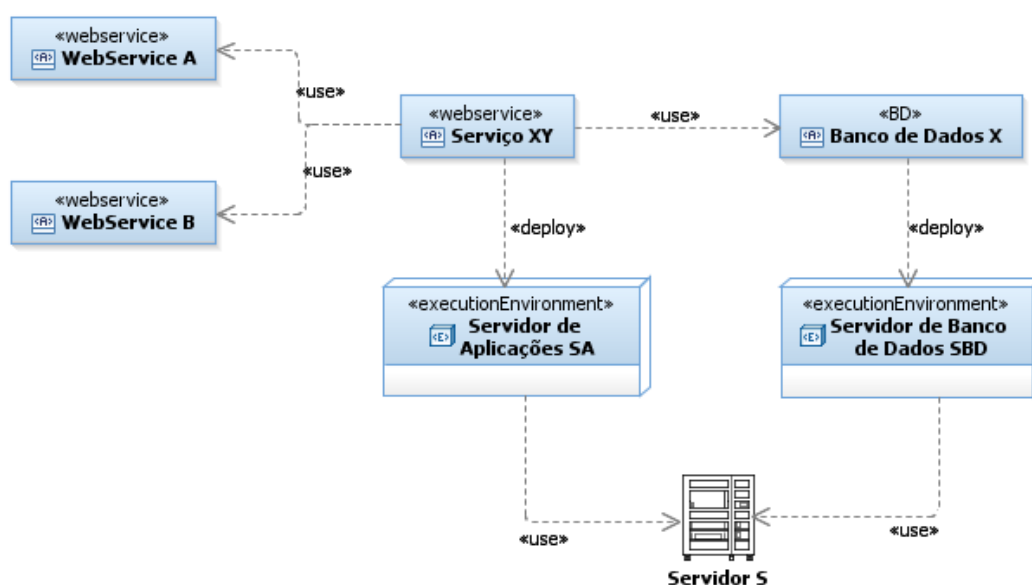 «webservice»
<A> WebService A
«use»
«webservice»
<A> Serviço XY
«use»
«BD»
<A> Banco de Dados X
«use»
«webservice»
<A> WebService B
«deploy»
«deploy»
«executionEnvironment»
<E> Servidor de
Aplicações SA
«executionEnvironment»
<E> Servidor de Banco
de Dados SBD
«use»
«use»
Servidor S